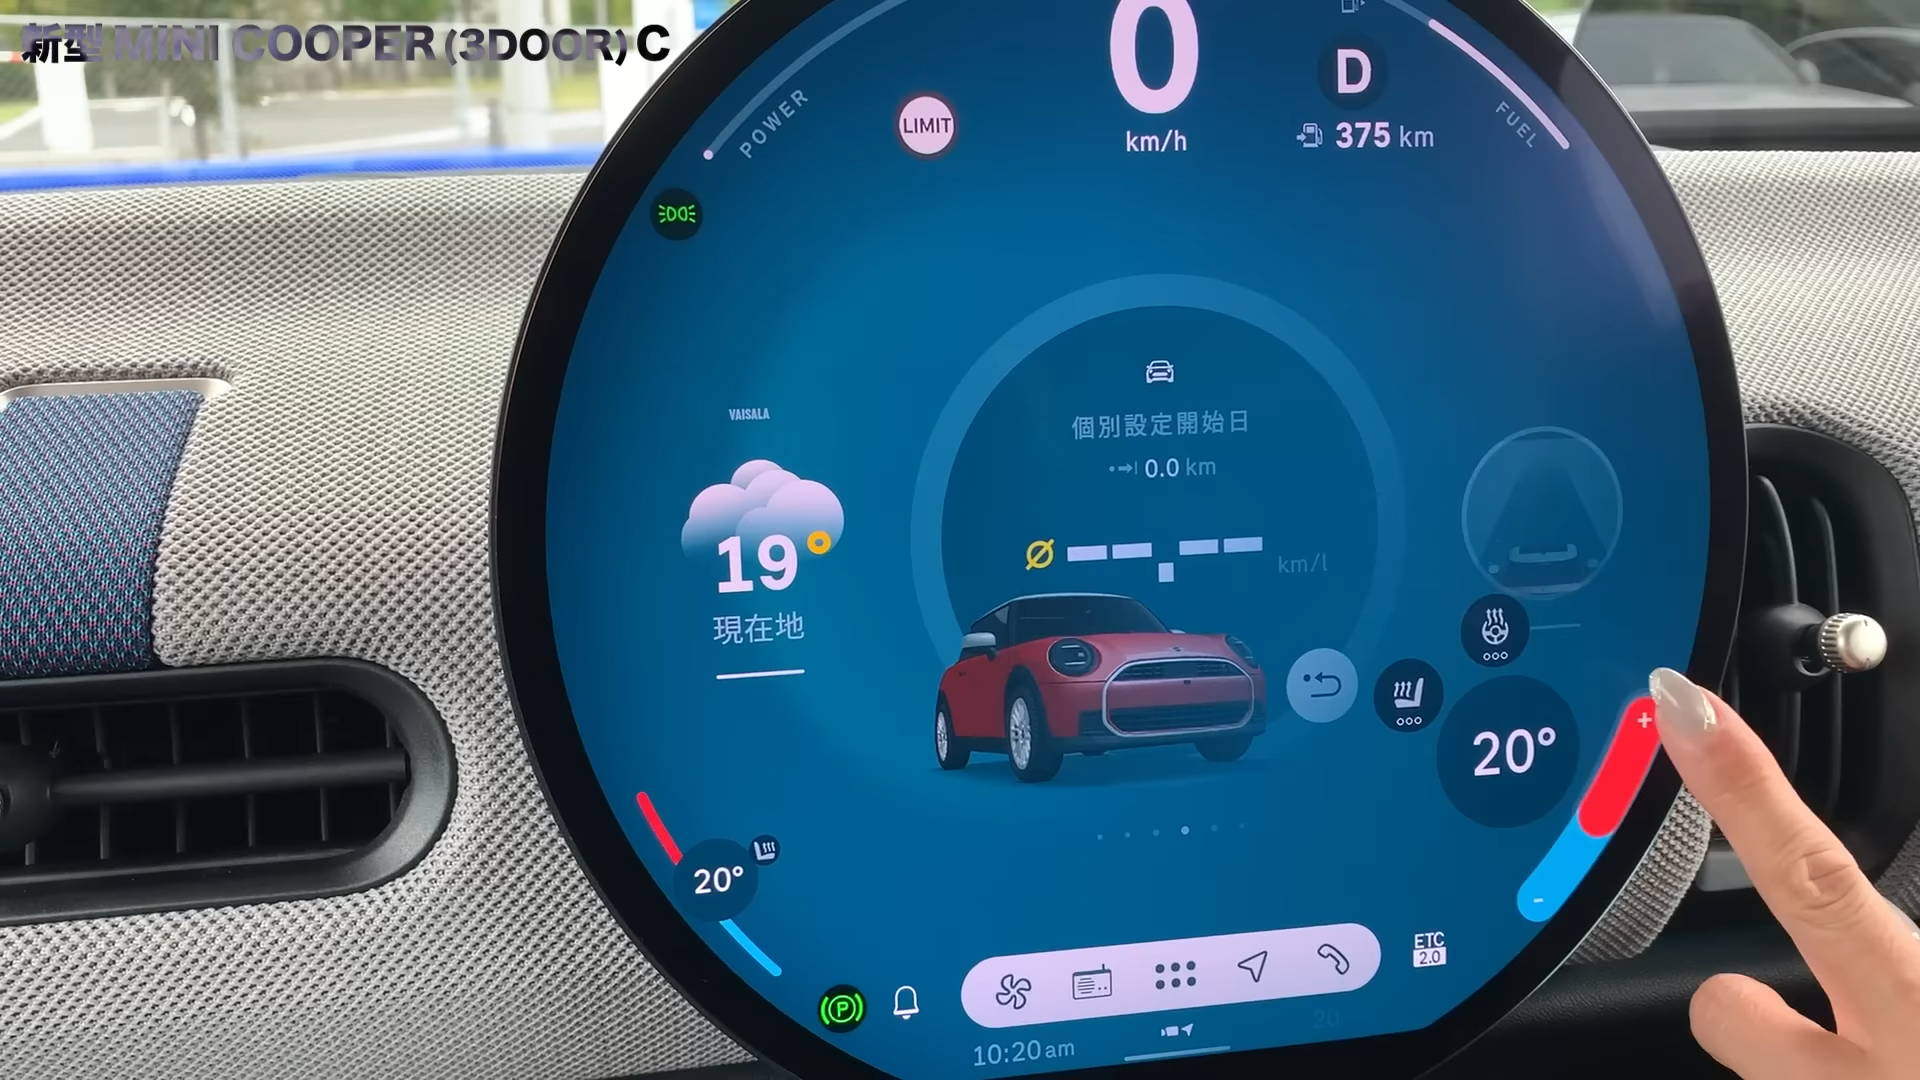 新型 MINI COOPER (3DOOR) C
0
km/h
D
375 km
POWER
FUEL
LIMIT
VAISALA
19°
現在地
個別設定開始日
0.0 km
km/l
20°
+
-
20°
P
ETC
2.0
10:20 am
20